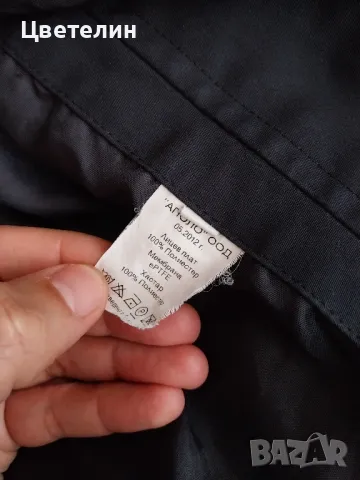 Цветелин
"АПОЛО" ООД
05.2012 г.
Лицев плат
100% Полиестер
Мембрана
ePTFE
Хастар
100% Полиестер
BAZAR